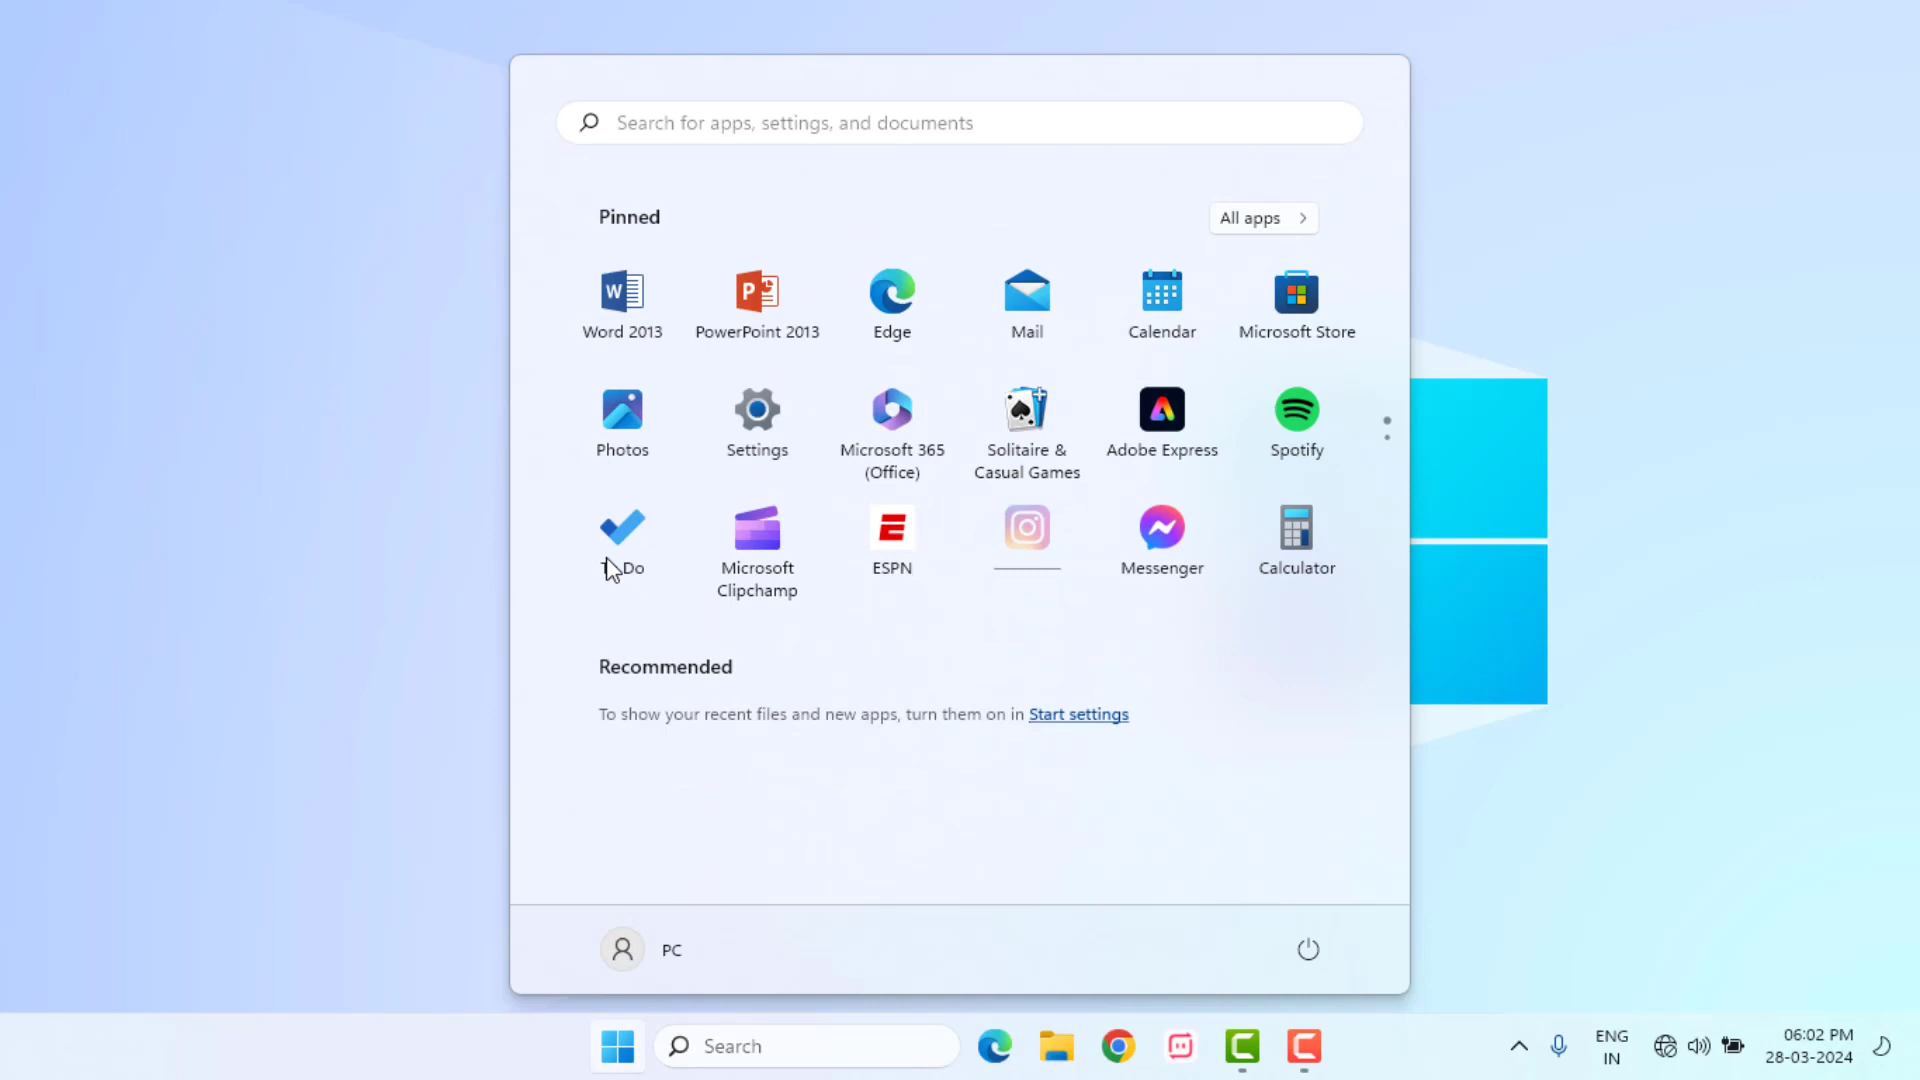 Search for apps, settings, and documents
Pinned
All apps
Word 2013
PowerPoint 2013
Edge
Mail
Calendar
Microsoft Store
Photos
Settings
Microsoft 365
(Office)
Solitaire &
Casual Games
Adobe Express
Spotify
Do
Microsoft
Clipchamp
ESPN
Messenger
Calculator
Recommended
To show your recent files and new apps, turn them on in Start settings
PC
Search
ENG
IN
06:02 PM
28-03-2024